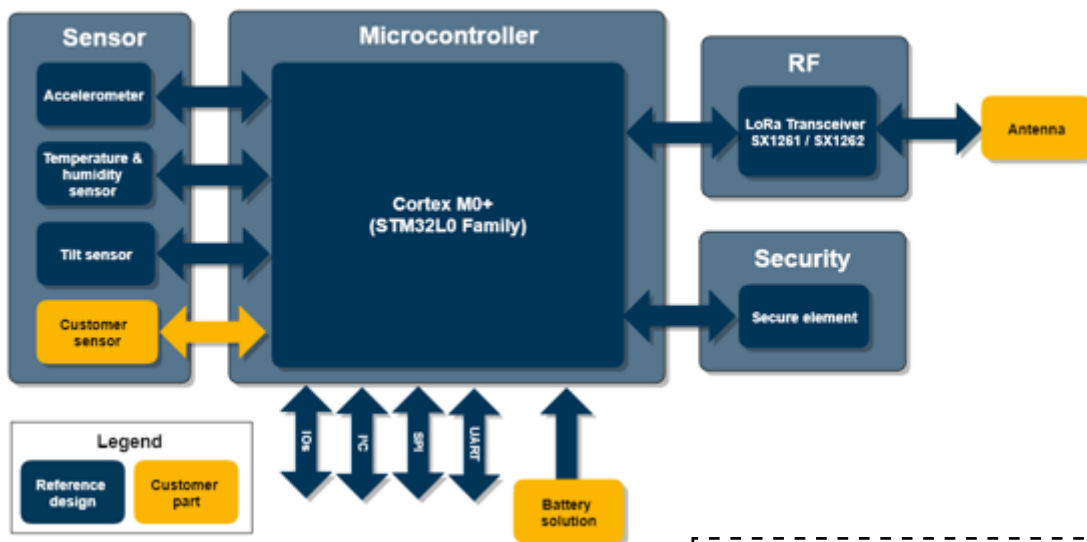 Sensor
Accelerometer
Temperature &
humidity
sensor
Tilt sensor
Customer
sensor
Microcontroller
Cortex M0+
(STM32L0 Family)
RF
LoRa Transceiver
SX1261 / SX1262
Antenna
Security
Secure element
IOs
I²C
SPI
UART
Battery
solution
Legend
Reference
design
Customer
part